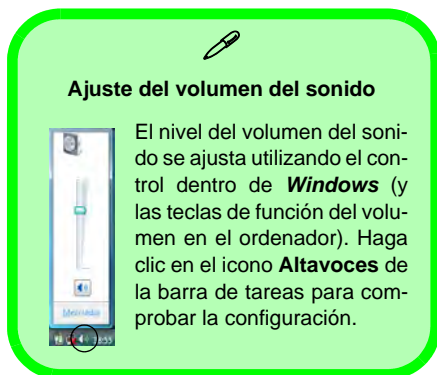 Ajuste del volumen del sonido
El nivel del volumen del soni-
do se ajusta utilizando el con-
trol dentro de Windows (y
las teclas de función del volu-
men en el ordenador). Haga
clic en el icono Altavoces de
la barra de tareas para com-
probar la configuración.